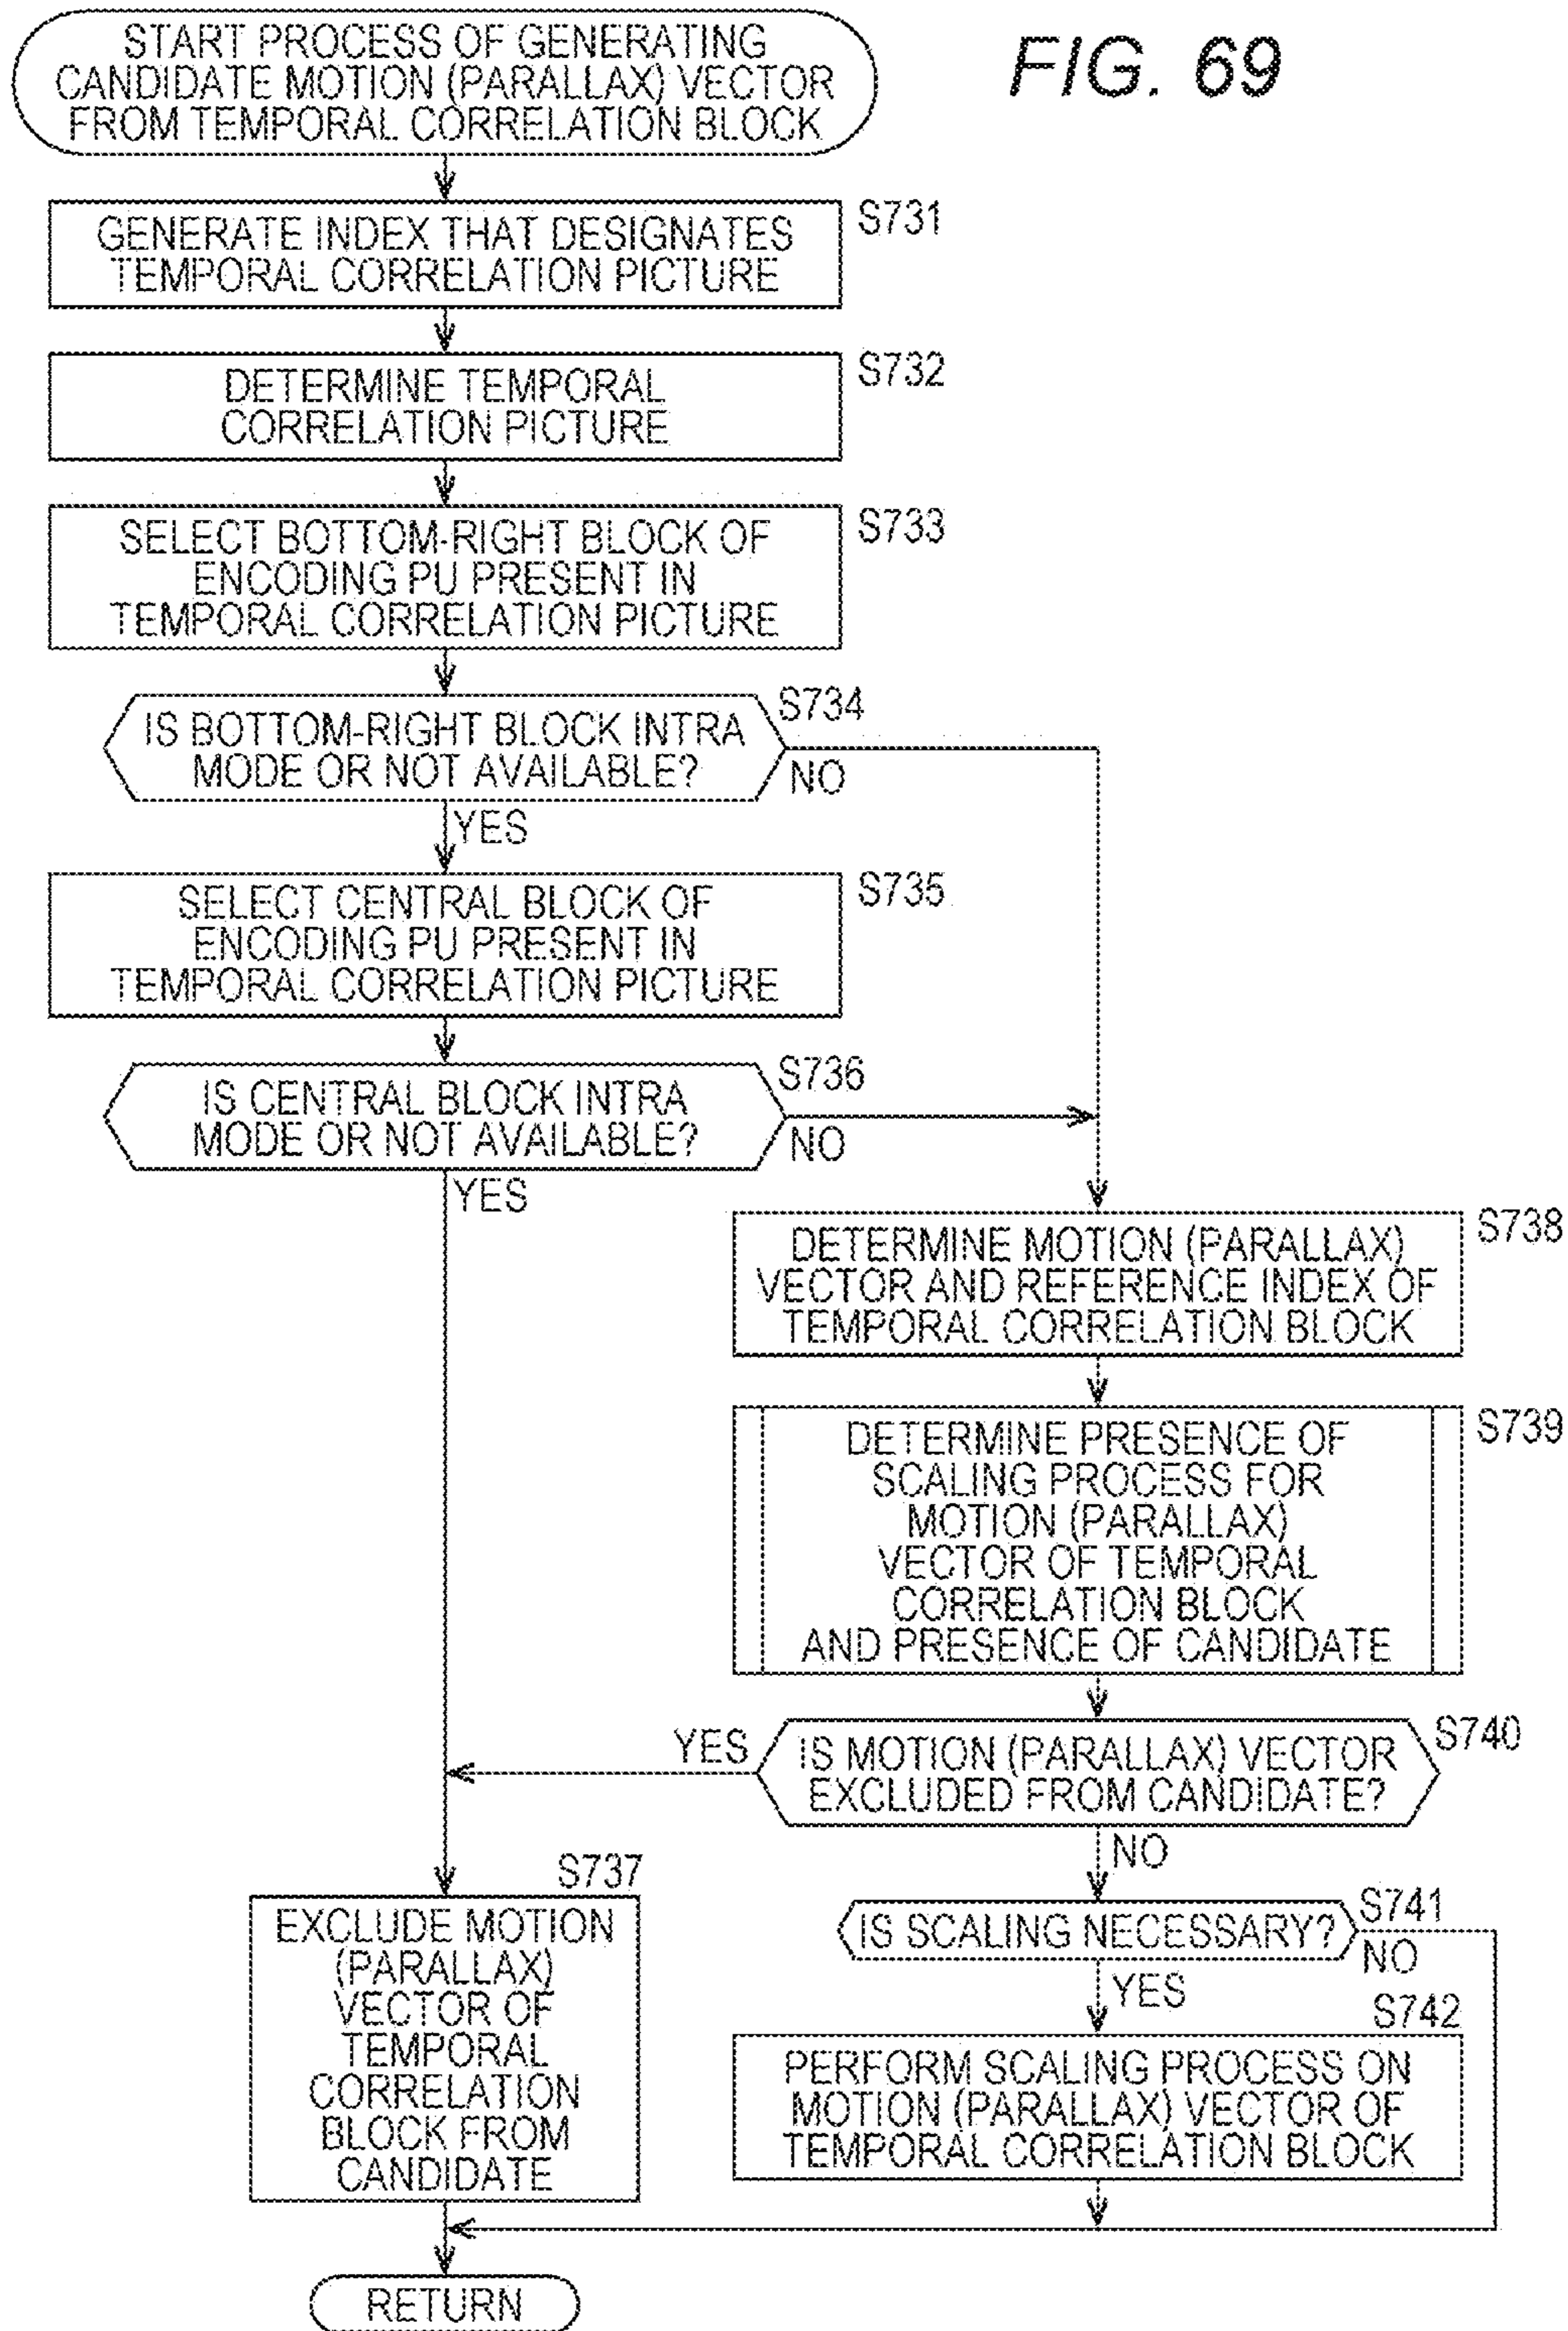 START PROCESS OF GENERATING
CANDIDATE MOTION (PARALLAX) VECTOR
FROM TEMPORAL CORRELATION BLOCK
FIG. 69
S731
GENERATE INDEX THAT DESIGNATES
TEMPORAL CORRELATION PICTURE
S732
DETERMINE TEMPORAL
CORRELATION PICTURE
S733
SELECT BOTTOM-RIGHT BLOCK OF
ENCODING PU PRESENT IN
TEMPORAL CORRELATION PICTURE
S734
IS BOTTOM-RIGHT BLOCK INTRA
MODE OR NOT AVAILABLE?
NO
YES
S735
SELECT CENTRAL BLOCK OF
ENCODING PU PRESENT IN
TEMPORAL CORRELATION PICTURE
S736
IS CENTRAL BLOCK INTRA
MODE OR NOT AVAILABLE?
NO
YES
S738
DETERMINE MOTION (PARALLAX)
VECTOR AND REFERENCE INDEX OF
TEMPORAL CORRELATION BLOCK
S739
DETERMINE PRESENCE OF
SCALING PROCESS FOR
MOTION (PARALLAX)
VECTOR OF TEMPORAL
CORRELATION BLOCK
AND PRESENCE OF CANDIDATE
S740
YES
IS MOTION (PARALLAX) VECTOR
EXCLUDED FROM CANDIDATE?
NO
S737
EXCLUDE MOTION
(PARALLAX)
VECTOR OF
TEMPORAL
CORRELATION
BLOCK FROM
CANDIDATE
S741
IS SCALING NECESSARY?
NO
YES
S742
PERFORM SCALING PROCESS ON
MOTION (PARALLAX) VECTOR OF
TEMPORAL CORRELATION BLOCK
RETURN